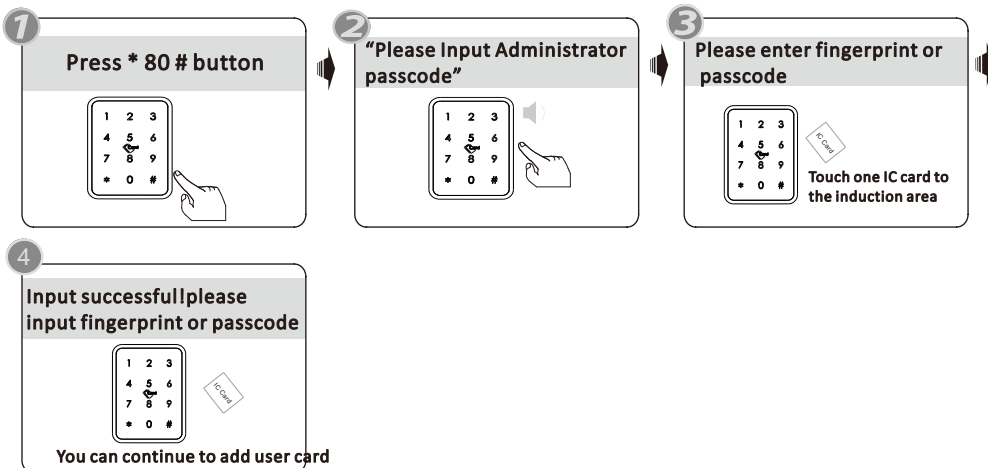 1
Press * 80 # button
1 2 3
4 5 6
Card
7 8 9
* 0 #
2
“Please Input Administrator
passcode”
1 2 3
4 5 6
Card
7 8 9
* 0 #
3
Please enter fingerprint or
passcode
1 2 3
4 5 6
Card
7 8 9
* 0 #
IC Card
Touch one IC card to
the induction area
4
Input successful!please
input fingerprint or passcode
1 2 3
4 5 6
Card
7 8 9
* 0 #
IC Card
You can continue to add user card